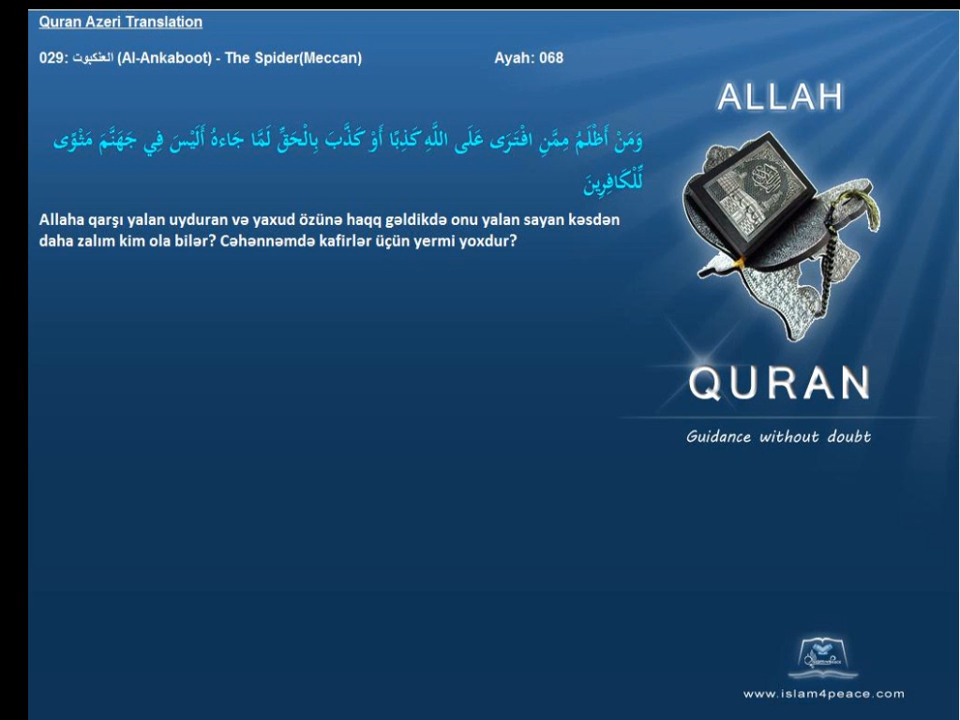 Quran Azeri Translation
029: العنكبوت (Al-Ankaboot) - The Spider(Meccan) Ayah: 068
ALLAH
وَمَنْ أَظْلَمُ مِمَّنِ افْتَرَى عَلَى اللَّهِ كَذِبًا أَوْ كَذَّبَ بِالْحَقِّ لَمَّا جَاءهُ أَلَيْسَ فِي جَهَنَّمَ مَثْوًى
لِّلْكَافِرِينَ
Allaha qarşı yalan uyduran və yaxud özünə haqq gəldikdə onu yalan sayan kəsdən
daha zalım kim ola bilər? Cəhənnəmdə kafirlər üçün yermi yoxdur?
QURAN
Guidance without doubt
www.islam4peace.com